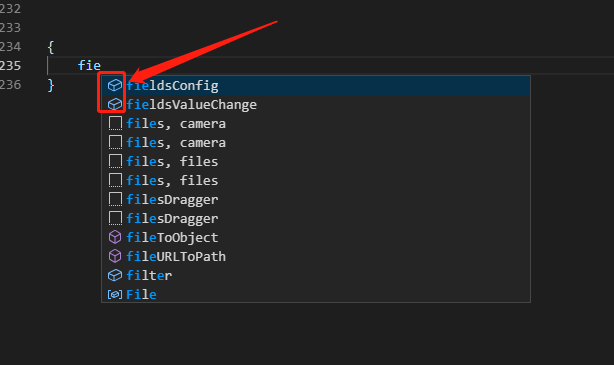 232
233
234 {
235 fie
236 }
fieldsConfig
fieldsValueChange
files, camera
files, camera
files, files
files, files
filesDragger
filesDragger
fileToObject
fileURLToPath
filter
File